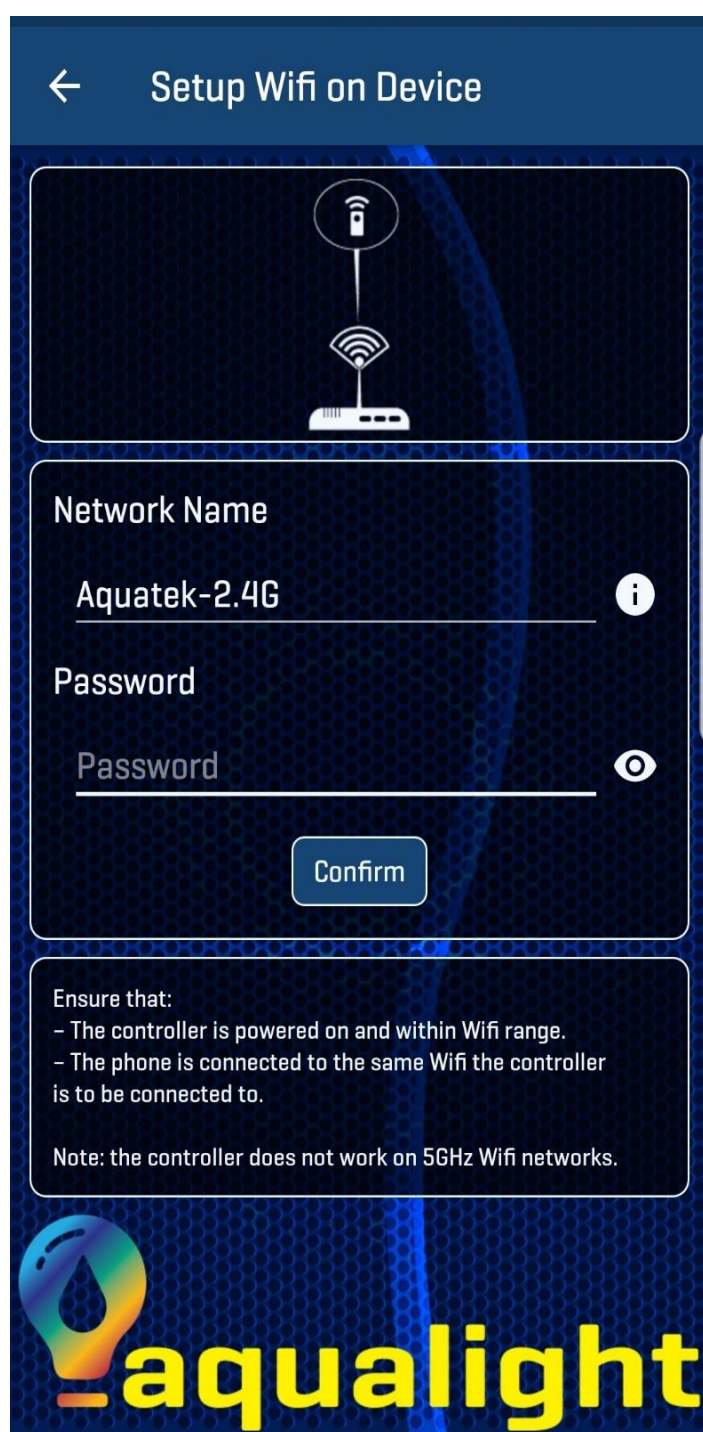 Setup Wifi on Device
Network Name
Aquatek-2.4G
Password
Password
Confirm
Ensure that:
– The controller is powered on and within Wifi range.
– The phone is connected to the same Wifi the controller
is to be connected to.
Note: the controller does not work on 5GHz Wifi networks.
aqualight